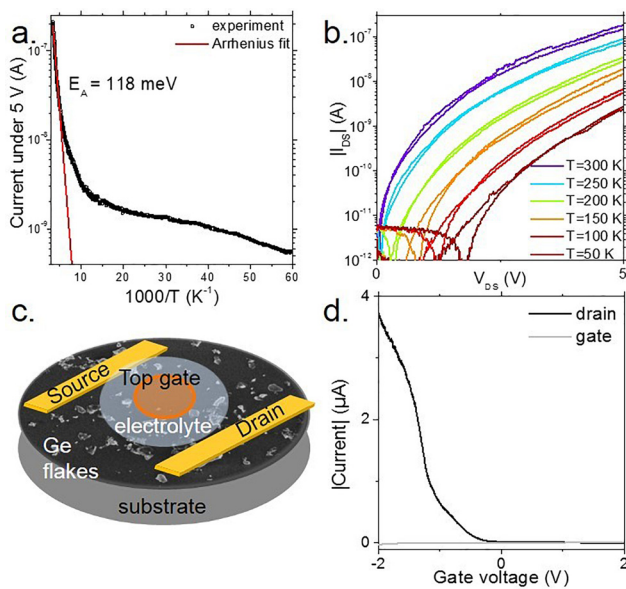 a.
experiment
Arrhenius fit
E_A = 118 meV
Current under 5 V (A)
10⁻⁷
10⁻⁸
10⁻⁹
10 20 30 40 50 60
1000/T (K⁻¹)
b.
|I_DS| (A)
10⁻⁷
10⁻⁸
10⁻⁹
10⁻¹⁰
10⁻¹¹
10⁻¹²
T=300 K
T=250 K
T=200 K
T=150 K
T=100 K
T=50 K
0 5
V_DS (V)
c.
Source
Top gate
electrolyte
Drain
Ge
flakes
substrate
d.
drain
gate
|Current| (µA)
4
2
0
-2 0 2
Gate voltage (V)